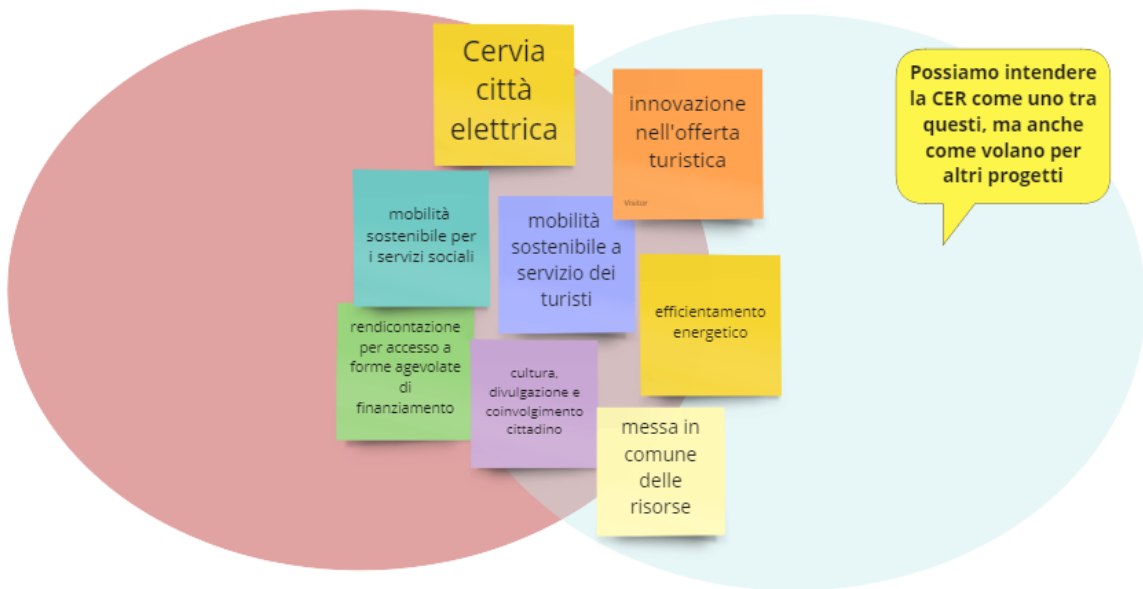 Cervia
città
elettrica
innovazione
nell'offerta
turistica
Visitor
Possiamo intendere
la CER come uno tra
questi, ma anche
come volano per
altri progetti
mobilità
sostenibile per
i servizi sociali
mobilità
sostenibile a
servizio dei
turisti
efficientamento
energetico
rendicontazione
per accesso a
forme agevolate
di
finanziamento
cultura,
divulgazione e
coinvolgimento
cittadino
messa in
comune
delle
risorse